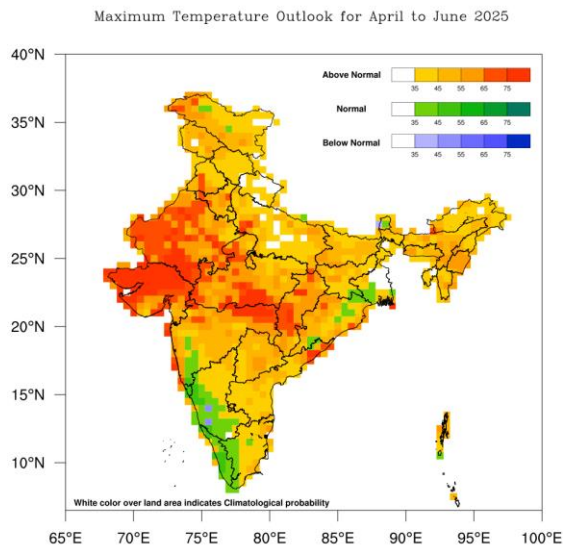 Maximum Temperature Outlook for April to June 2025
40°N
Above Normal
35 45 55 65 75
Normal
35 45 55 65 75
35°N
Below Normal
35 45 55 65 75
30°N
25°N
20°N
15°N
10°N
White color over land area indicates Climatological probability
65°E 70°E 75°E 80°E 85°E 90°E 95°E 100°E